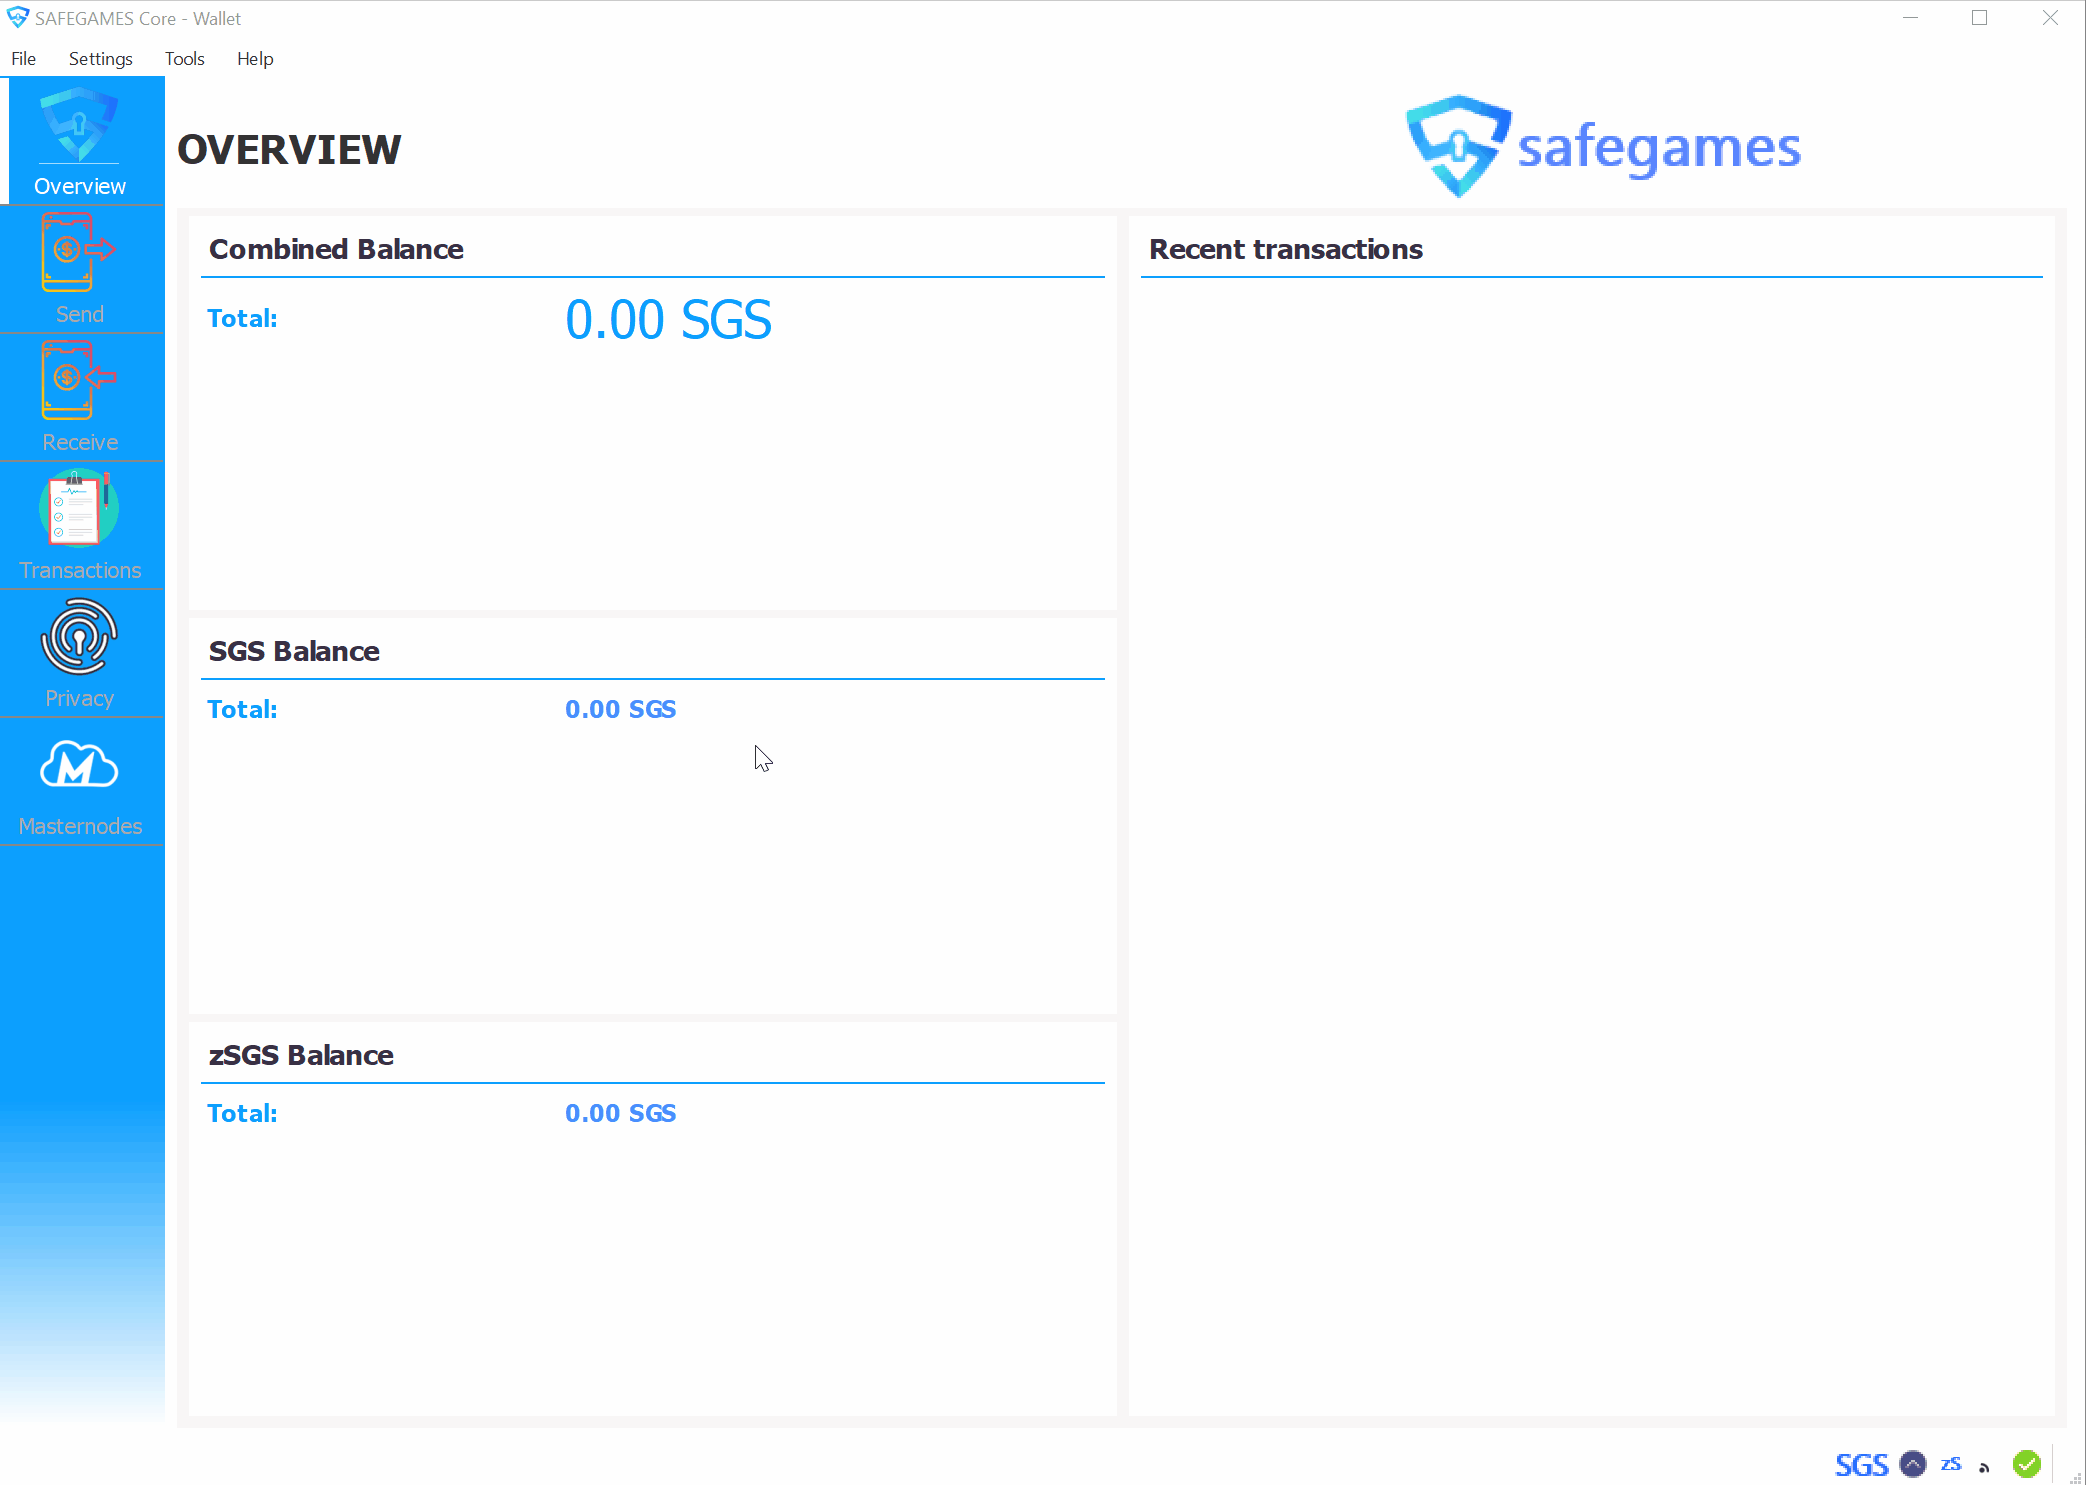 SAFEGAMES Core - Wallet
File Settings Tools Help
Overview
Send
Receive
Transactions
Privacy
Masternodes
OVERVIEW
safegames
Combined Balance
Total: 0.00 SGS
SGS Balance
Total: 0.00 SGS
zSGS Balance
Total: 0.00 SGS
Recent transactions
SGS zS